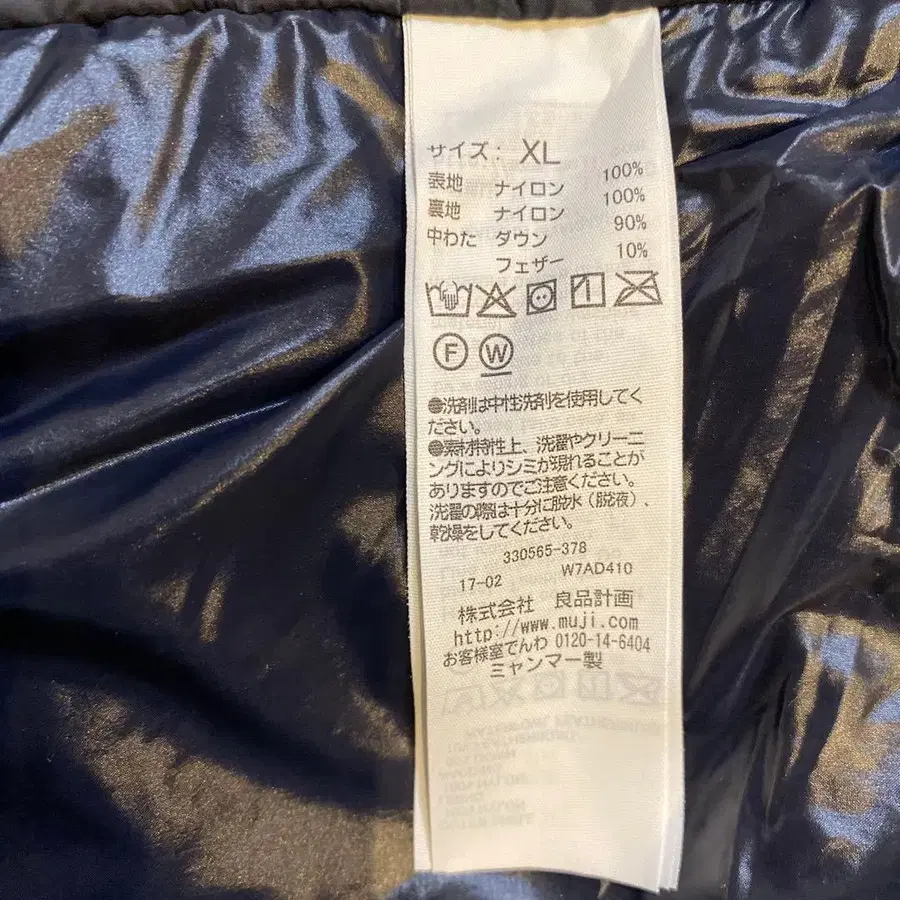 サイズ: XL
表地 ナイロン 100%
裏地 ナイロン 100%
中わた ダウン 90%
フェザー 10%
F W
●洗剤は中性洗剤を使用してく
ださい。
●素材特性上、洗濯やクリーニ
ングによりシミが現れることが
ありますのでご注意ください。
洗濯の際は十分に脱水(脱液)、
乾燥をしてください。
330565-378
17-02 W7AD410
株式会社 良品計画
http://www.muji.com
お客様室でんわ 0120-14-6404
ミャンマー製